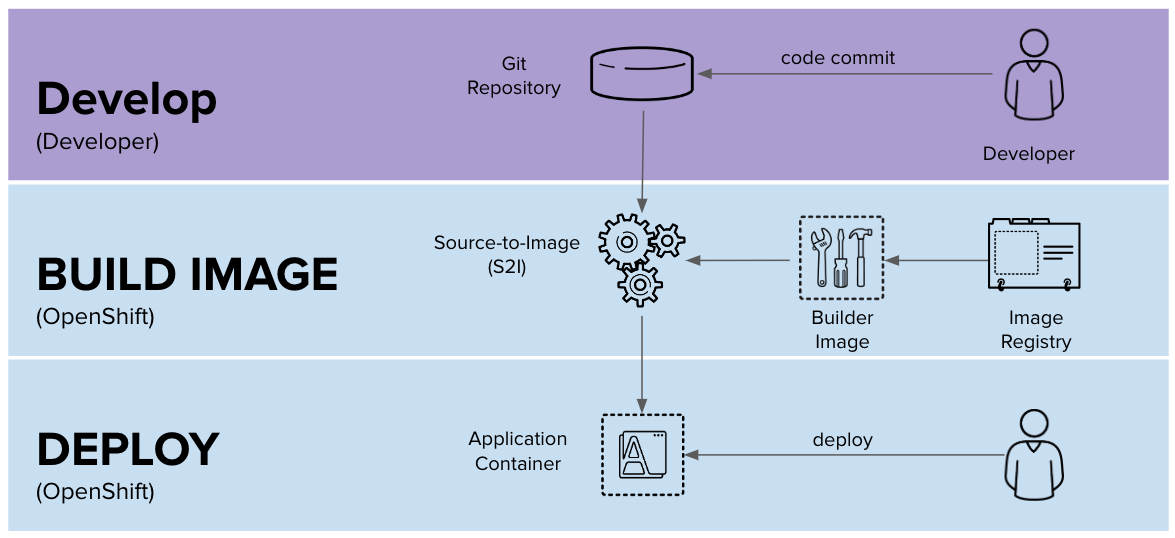 Develop
(Developer)
Git
Repository
code commit
Developer
BUILD IMAGE
(OpenShift)
Source-to-Image
(S2I)
Builder
Image
Image
Registry
DEPLOY
(OpenShift)
Application
Container
A
deploy